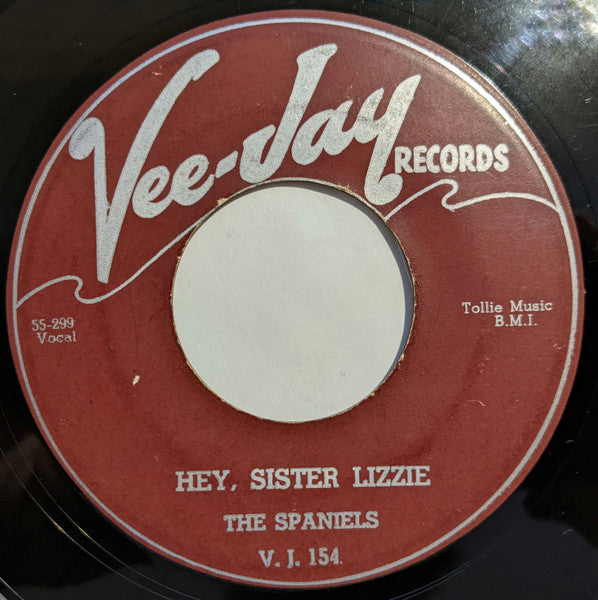 Vee-Jay
RECORDS
55-299
Vocal
Tollie Music
B.M.I.
HEY, SISTER LIZZIE
THE SPANIELS
V. J. 154